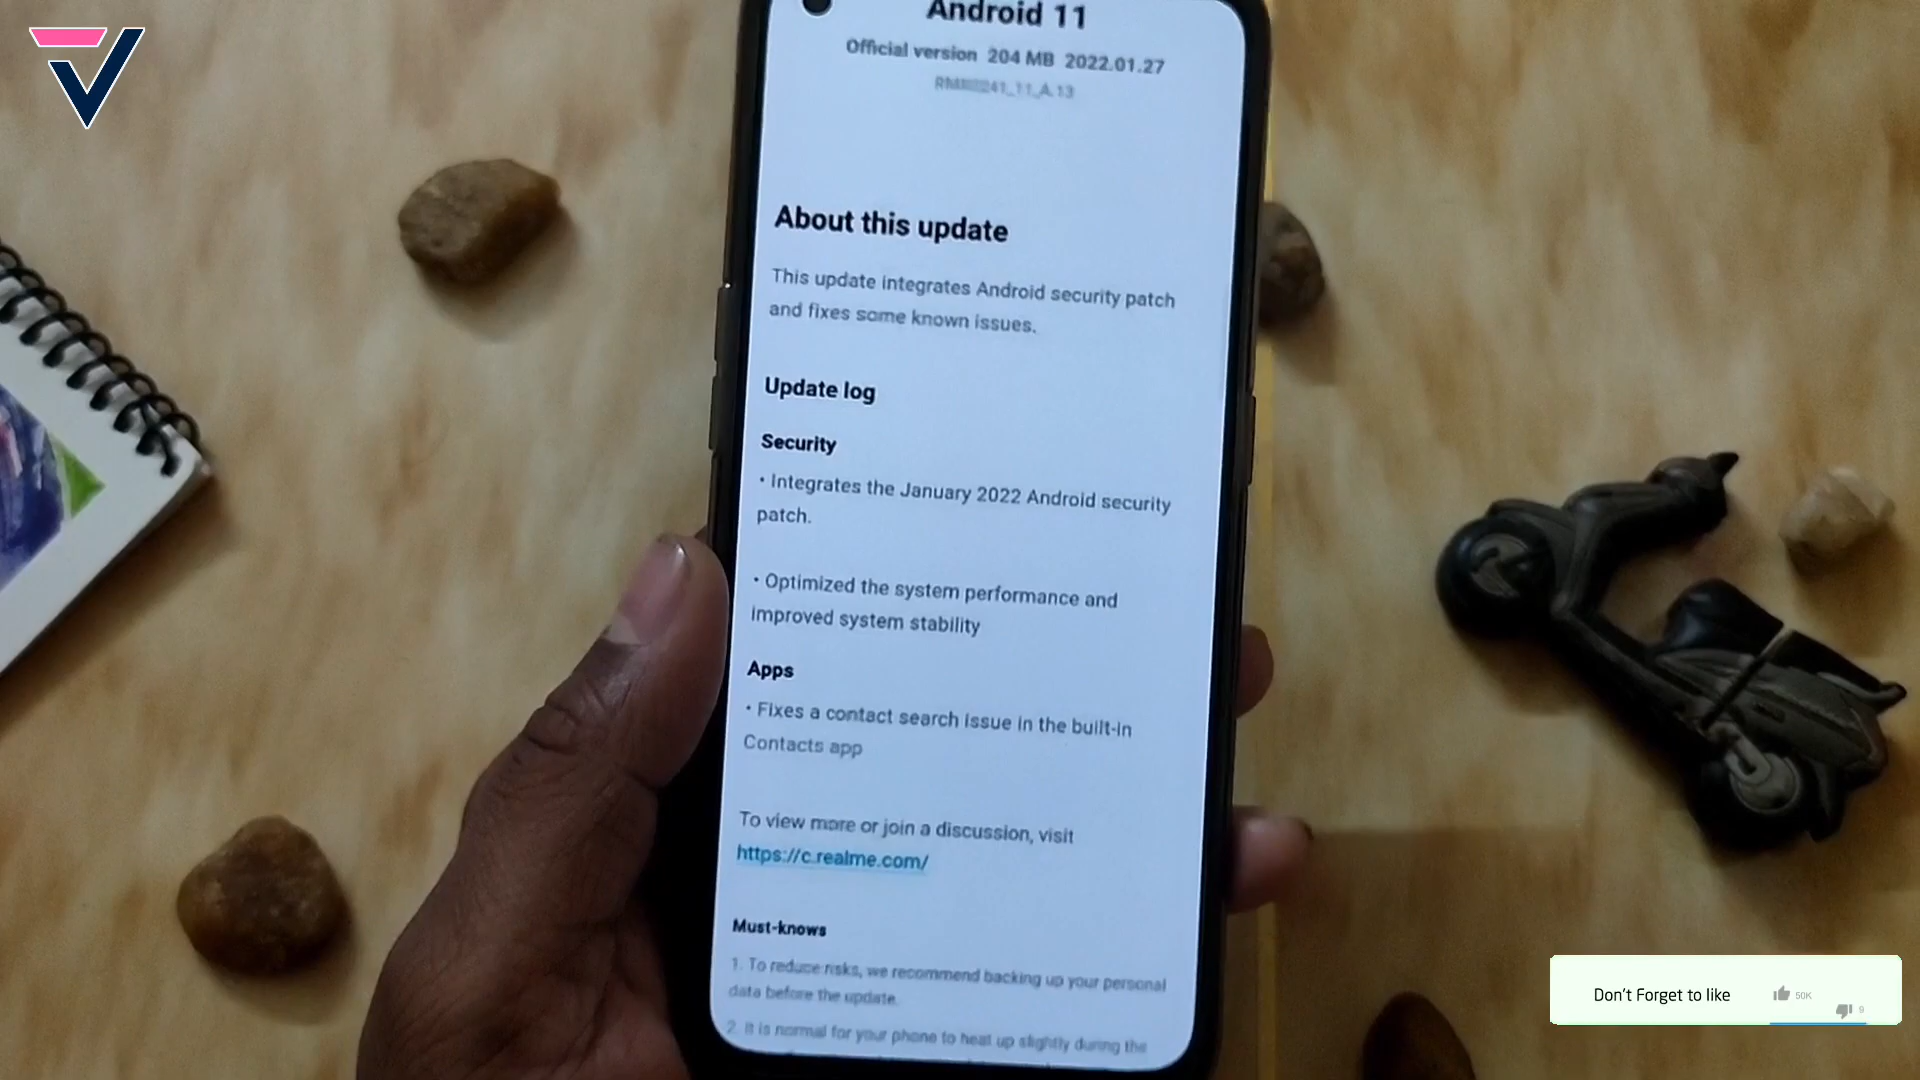 Android 11
Official version 204 MB 2022.01.27
About this update
This update integrates Android security patch
and fixes some known issues.
Update log
Security
• Integrates the January 2022 Android security
patch.
• Optimized the system performance and
improved system stability
Apps
• Fixes a contact search issue in the built-in
Contacts app
To view more or join a discussion, visit
https://c.realme.com/
Must-knows
1. To reduce risks, we recommend backing up your personal
data before the update.
2. It is normal for your phone to heat up slightly during the
Don't Forget to like
50K
9